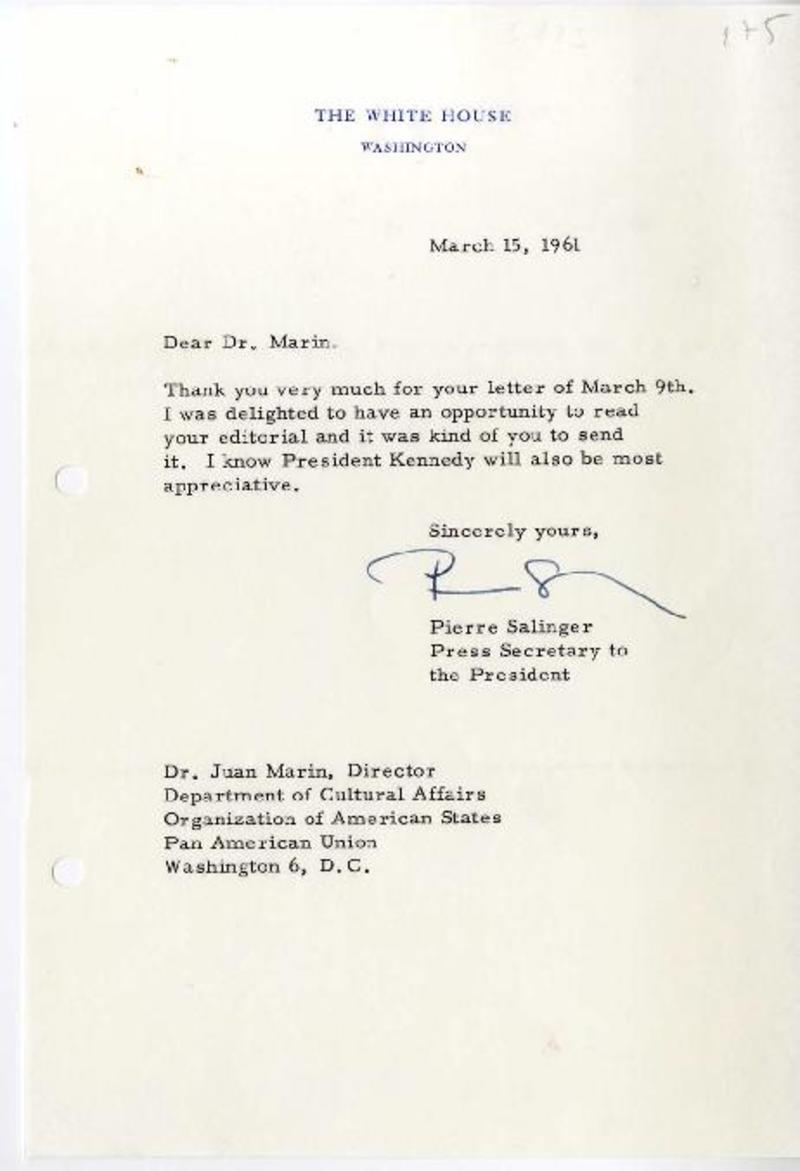 175
THE WHITE HOUSE
WASHINGTON
March 15, 1961
Dear Dr. Marin.
Thank you very much for your letter of March 9th.
I was delighted to have an opportunity to read
your editorial and it was kind of you to send
it. I know President Kennedy will also be most
appreciative.
Sincerely yours,
Pierre Salinger
Press Secretary to
the President
Dr. Juan Marin, Director
Department of Cultural Affairs
Organization of American States
Pan American Union
Washington 6, D.C.